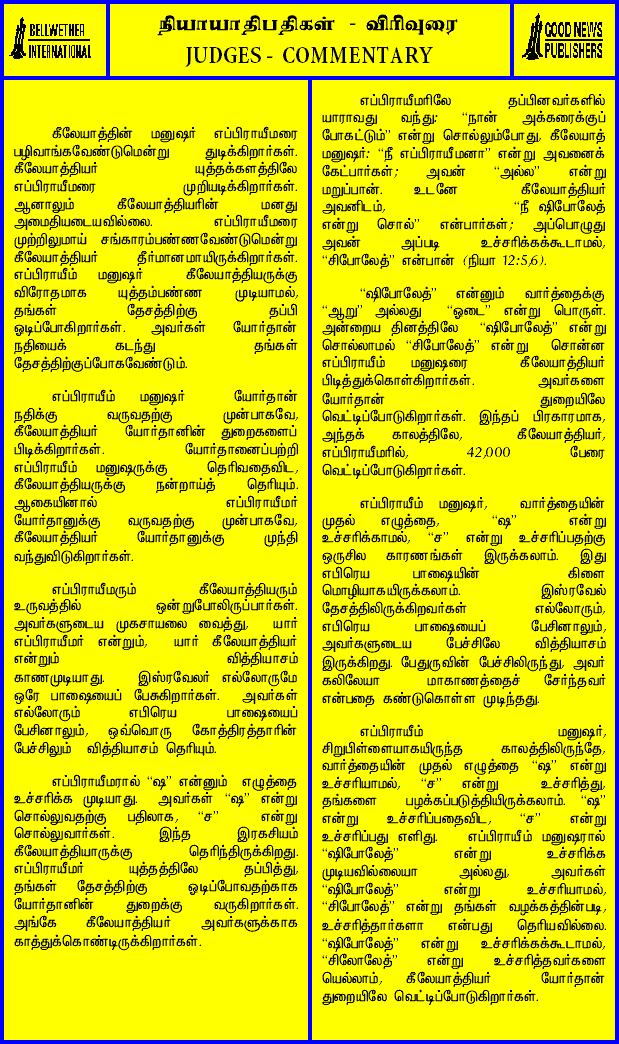 BELLWETHER
INTERNATIONAL
நியாயாதிபதிகள் - விரிவுரை
JUDGES - COMMENTARY
GOOD NEWS
PUBLISHERS
கீலேயாத்தின் மனுஷர் எப்பிராயீமரை
பழிவாங்கவேண்டுமென்று துடிக்கிறார்கள்.
கீலேயாத்தியர் யுத்தக்களத்திலே
எப்பிராயீமரை முறியடிக்கிறார்கள்.
ஆனாலும் கீலேயாத்தியரின் மனது
அமைதியடையவில்லை. எப்பிராயீமரை
முற்றிலுமாய் சங்காரம்பண்ணவேண்டுமென்று
கீலேயாத்தியர் தீர்மானமாயிருக்கிறார்கள்.
எப்பிராயீம் மனுஷர் கீலேயாத்தியருக்கு
விரோதமாக யுத்தம்பண்ண முடியாமல்,
தங்கள் தேசத்திற்கு தப்பி
ஓடிப்போகிறார்கள். அவர்கள் யோர்தான்
நதியைக் கடந்து தங்கள்
தேசத்திற்குப்போகவேண்டும்.
எப்பிராயீம் மனுஷர் யோர்தான்
நதிக்கு வருவதற்கு முன்பாகவே,
கீலேயாத்தியர் யோர்தானின் துறைகளைப்
பிடிக்கிறார்கள். யோர்தானைப்பற்றி
எப்பிராயீம் மனுஷருக்கு தெரிவதைவிட,
கீலேயாத்தியருக்கு நன்றாய்த் தெரியும்.
ஆகையினால் எப்பிராயீமர்
யோர்தானுக்கு வருவதற்கு முன்பாகவே,
கீலேயாத்தியர் யோர்தானுக்கு முந்தி
வந்துவிடுகிறார்கள்.
எப்பிராயீமரும் கீலேயாத்தியரும்
உருவத்தில் ஒன்றுபோலிருப்பார்கள்.
அவர்களுடைய முகசாயலை வைத்து, யார்
எப்பிராயீமர் என்றும், யார் கீலேயாத்தியர்
என்றும் வித்தியாசம்
காணமுடியாது. இஸ்ரவேலர் எல்லோருமே
ஒரே பாஷையைப் பேசுகிறார்கள். அவர்கள்
எல்லோரும் எபிரெய பாஷையைப்
பேசினாலும், ஒவ்வொரு கோத்திரத்தாரின்
பேச்சிலும் வித்தியாசம் தெரியும்.
எப்பிராயீமரால் “ஷ” என்னும் எழுத்தை
உச்சரிக்க முடியாது. அவர்கள் “ஷ” என்று
சொல்லுவதற்கு பதிலாக, “ச” என்று
சொல்லுவார்கள். இந்த இரகசியம்
கீலேயாத்தியாருக்கு தெரிந்திருக்கிறது.
எப்பிராயீமர் யுத்தத்திலே தப்பித்து,
தங்கள் தேசத்திற்கு ஓடிப்போவதற்காக
யோர்தானின் துறைக்கு வருகிறார்கள்.
அங்கே கீலேயாத்தியர் அவர்களுக்காக
காத்துக்கொண்டிருக்கிறார்கள்.
எப்பிராயீமரிலே தப்பினவர்களில்
யாராவது வந்து: “நான் அக்கரைக்குப்
போகட்டும்” என்று சொல்லும்போது, கீலேயாத்
மனுஷர்: “நீ எப்பிராயீமனா” என்று அவனைக்
கேட்பார்கள்; அவன் “அல்ல” என்று
மறுப்பான். உடனே கீலேயாத்தியர்
அவனிடம், “நீ ஷிபோலேத்
என்று சொல்” என்பார்கள்; அப்பொழுது
அவன் அப்படி உச்சரிக்கக்கூடாமல்,
“சிபோலேத்” என்பான் (நியா 12:5,6).
“ஷிபோலேத்” என்னும் வார்த்தைக்கு
“ஆறு” அல்லது “ஓடை” என்று பொருள்.
அன்றைய தினத்திலே “ஷிபோலேத்” என்று
சொல்லாமல் “சிபோலேத்” என்று சொன்ன
எப்பிராயீம் மனுஷரை கீலேயாத்தியர்
பிடித்துக்கொள்கிறார்கள். அவர்களை
யோர்தான் துறையிலே
வெட்டிப்போடுகிறார்கள். இந்தப் பிரகாரமாக,
அந்தக் காலத்திலே, கீலேயாத்தியர்,
எப்பிராயீமரில், 42,000 பேரை
வெட்டிப்போடுகிறார்கள்.
எப்பிராயீம் மனுஷர், வார்த்தையின்
முதல் எழுத்தை, “ஷ” என்று
உச்சரிக்காமல், “ச” என்று உச்சரிப்பதற்கு
ஒருசில காரணங்கள் இருக்கலாம். இது
எபிரெய பாஷையின் கிளை
மொழியாகயிருக்கலாம். இஸ்ரவேல்
தேசத்திலிருக்கிறவர்கள் எல்லோரும்,
எபிரெய பாஷையைப் பேசினாலும்,
அவர்களுடைய பேச்சிலே வித்தியாசம்
இருக்கிறது. பேதுருவின் பேச்சிலிருந்து, அவர்
கலிலேயா மாகாணத்தைச் சேர்ந்தவர்
என்பதை கண்டுகொள்ள முடிந்தது.
எப்பிராயீம் மனுஷர்,
சிறுபிள்ளையாகயிருந்த காலத்திலிருந்தே,
வார்த்தையின் முதல் எழுத்தை “ஷ” என்று
உச்சரியாமல், “ச” என்று உச்சரித்து,
தங்களை பழக்கப்படுத்தியிருக்கலாம். “ஷ”
என்று உச்சரிப்பதைவிட, “ச” என்று
உச்சரிப்பது எளிது. எப்பிராயீம் மனுஷரால்
“ஷிபோலேத்” என்று உச்சரிக்க
முடியவில்லையா அல்லது, அவர்கள்
“ஷிபோலேத்” என்று உச்சரியாமல்,
“சிபோலேத்” என்று தங்கள் வழக்கத்தின்படி,
உச்சரித்தார்களா என்பது தெரியவில்லை.
“ஷிபோலேத்” என்று உச்சரிக்கக்கூடாமல்,
“சிலோலேத்” என்று உச்சரித்தவர்களை
யெல்லாம், கீலேயாத்தியர் யோர்தான்
துறையிலே வெட்டிப்போடுகிறார்கள்.